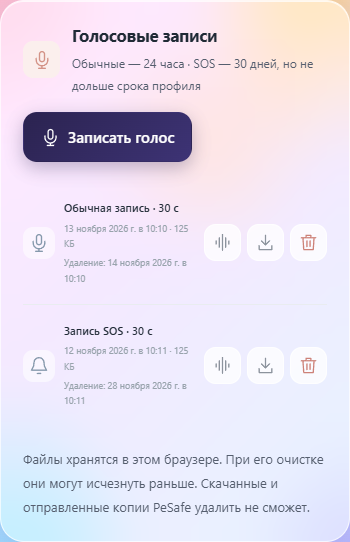 Голосовые записи
Обычные — 24 часа · SOS — 30 дней, но не
дольше срока профиля
Записать голос
Обычная запись · 30 с
13 ноября 2026 г. в 10:10 · 125
КБ
Удаление: 14 ноября 2026 г. в
10:10
Запись SOS · 30 с
12 ноября 2026 г. в 10:11 · 125
КБ
Удаление: 28 ноября 2026 г. в
10:11
Файлы хранятся в этом браузере. При его очистке
они могут исчезнуть раньше. Скачанные и
отправленные копии PeSafe удалить не сможет.